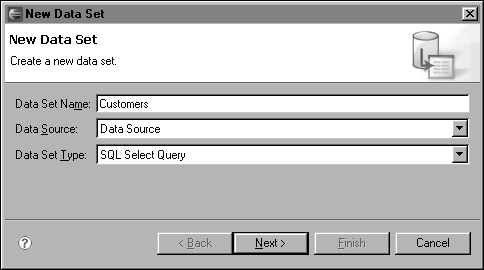 New Data Set
New Data Set
Create a new data set.
Data Set Name: Customers
Data Source: Data Source
Data Set Type: SQL Select Query
? < Back Next > Finish Cancel